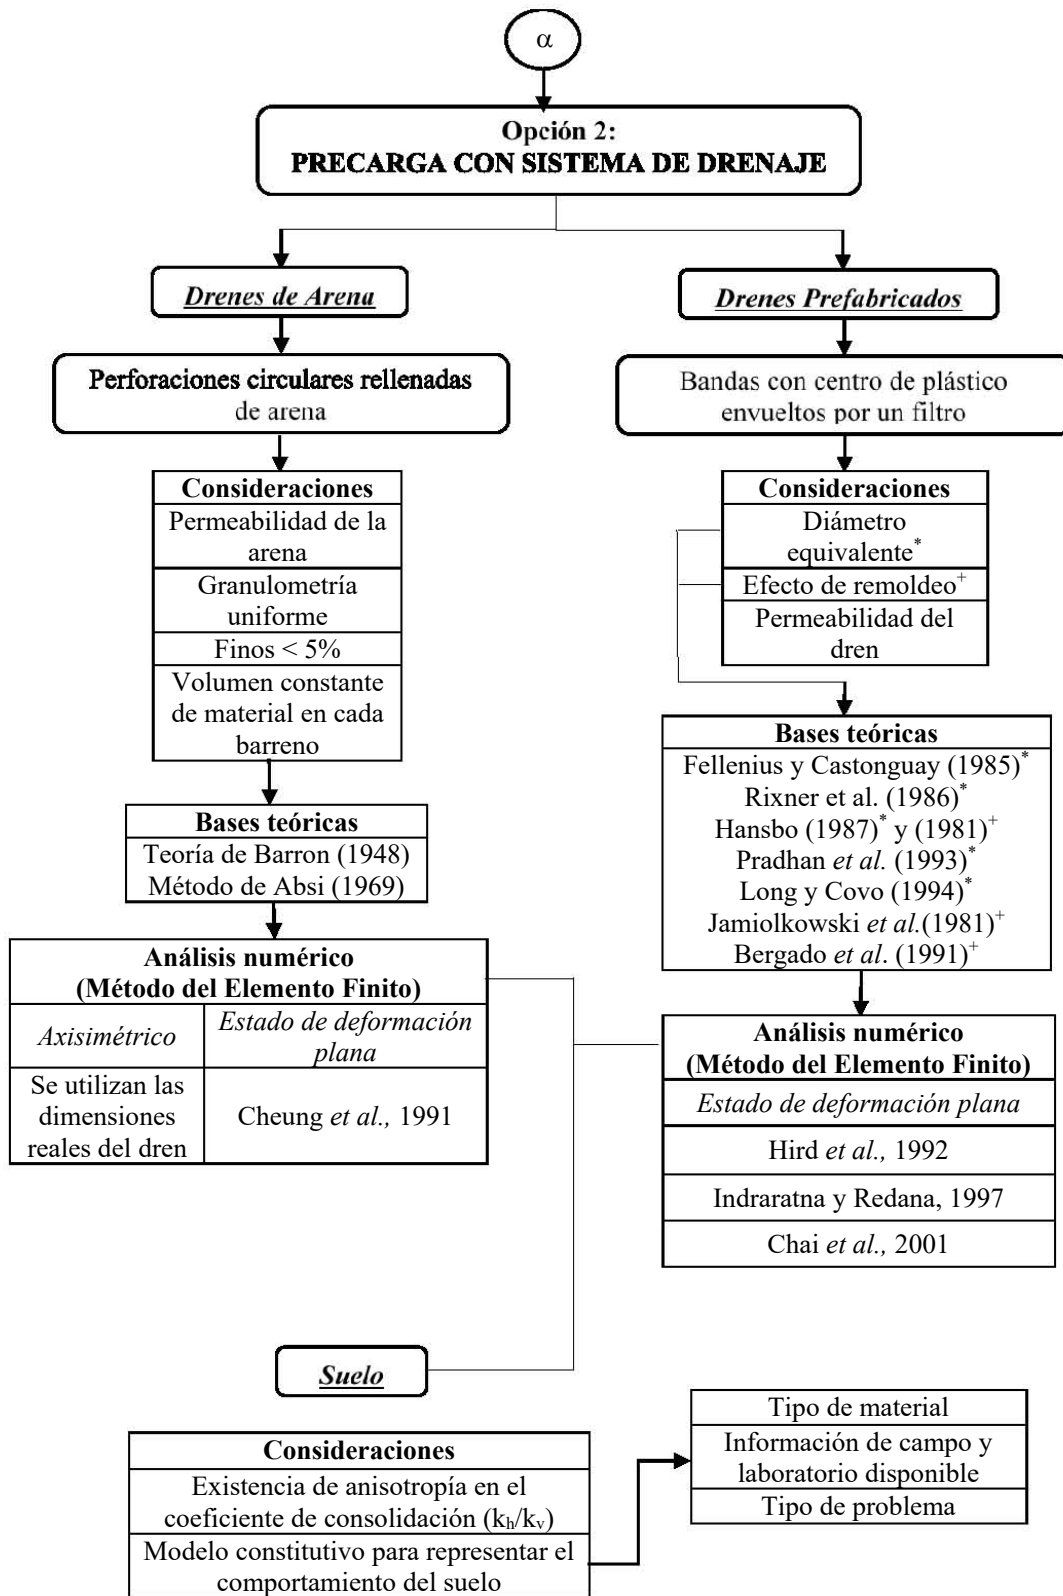 α
Opción 2:
PRECARGA CON SISTEMA DE DRENAJE
Drenes de Arena
Perforaciones circulares rellenadas
de arena
Consideraciones
Permeabilidad de la
arena
Granulometría
uniforme
Finos < 5%
Volumen constante
de material en cada
barreno
Bases teóricas
Teoría de Barron (1948)
Método de Absi (1969)
Análisis numérico
(Método del Elemento Finito)
Axisimétrico
Estado de deformación
plana
Se utilizan las
dimensiones
reales del dren
Cheung et al., 1991
Drenes Prefabricados
Bandas con centro de plástico
envueltos por un filtro
Consideraciones
Diámetro
equivalente*
Efecto de remoldeo+
Permeabilidad del
dren
Bases teóricas
Fellenius y Castonguay (1985)*
Rixner et al. (1986)*
Hansbo (1987)* y (1981)+
Pradhan et al. (1993)*
Long y Covo (1994)*
Jamiolkowski et al.(1981)+
Bergado et al. (1991)+
Análisis numérico
(Método del Elemento Finito)
Estado de deformación plana
Hird et al., 1992
Indraratna y Redana, 1997
Chai et al., 2001
Suelo
Consideraciones
Existencia de anisotropía en el
coeficiente de consolidación (kh/kv)
Modelo constitutivo para representar el
comportamiento del suelo
Tipo de material
Información de campo y
laboratorio disponible
Tipo de problema